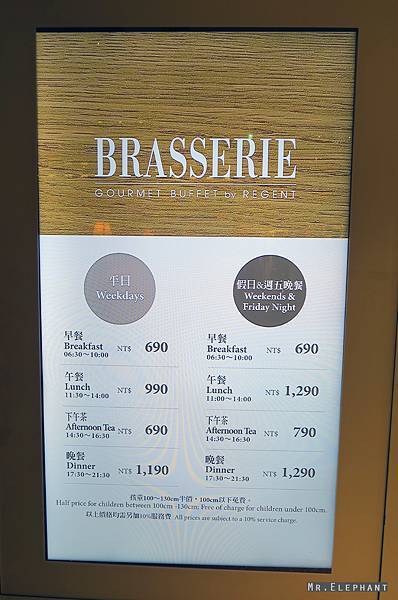 BRASSERIE
GOURMET BUFFET by REGENT
平日
Weekdays
早餐
Breakfast NT$ 690
06:30～10:00
午餐
Lunch NT$ 990
11:30～14:00
下午茶
Afternoon Tea NT$ 690
14:30～16:30
晚餐
Dinner NT$ 1,190
17:30～21:30
假日&週五晚餐
Weekends &
Friday Night
早餐
Breakfast NT$ 690
06:30～10:00
午餐
Lunch NT$ 1,290
11:00～14:00
下午茶
Afternoon Tea NT$ 790
14:30～16:30
晚餐
Dinner NT$ 1,290
17:30～21:30
孩童100～130cm半價，100cm以下免費。
Half price for children between 100cm -130cm; Free of charge for children under 100cm.
以上價格均需另加10%服務費 All prices are subject to a 10% service charge.
MR.ELEPHANT